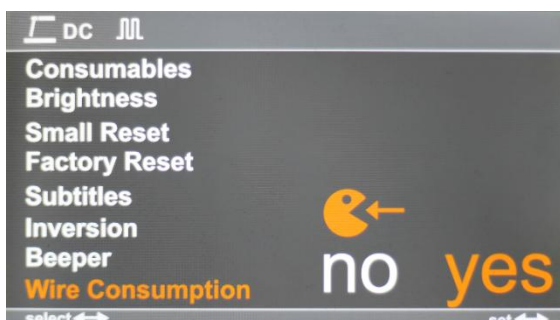 DC
Consumables
Brightness
Small Reset
Factory Reset
Subtitles
Inversion
Beeper
Wire Consumption
no yes
select
set